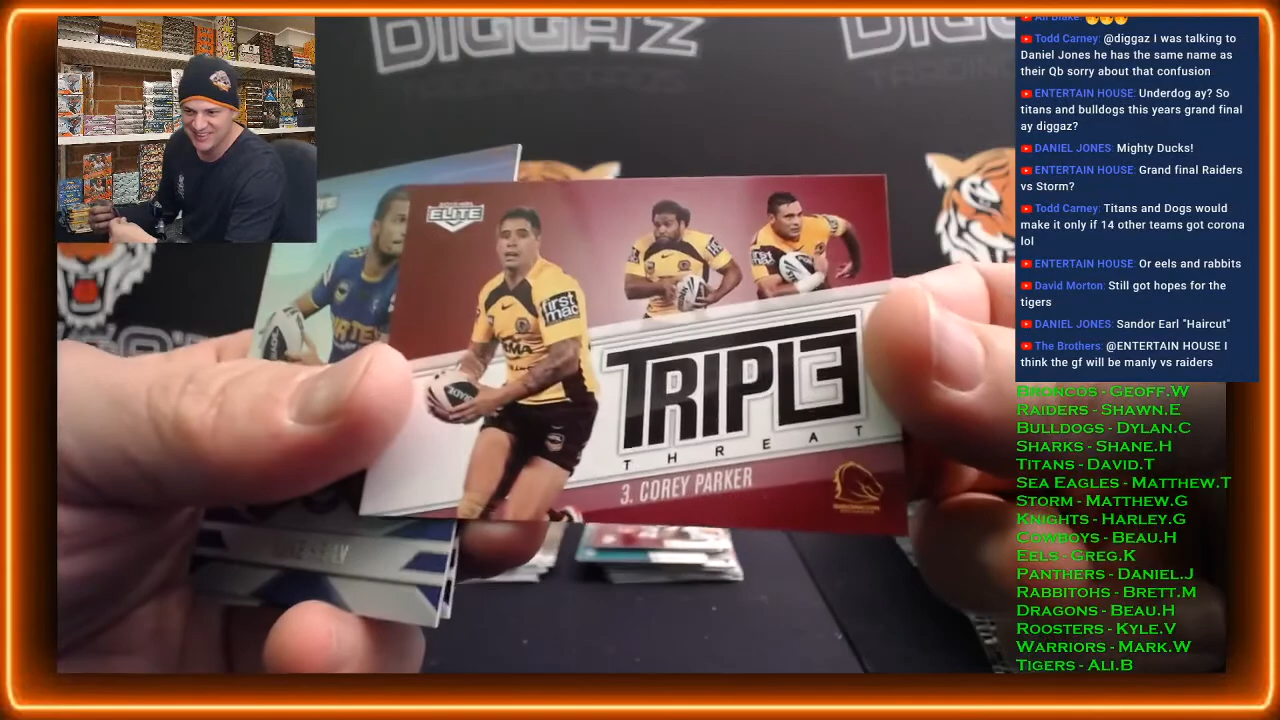 DIGGA'Z
ELITE
first
mac
TRIPLE
THREAT
3. COREY PARKER
Ali Blake:
Todd Carney: @diggaz I was talking to
Daniel Jones he has the same name as
their Qb sorry about that confusion
ENTERTAIN HOUSE: Underdog ay? So
titans and bulldogs this years grand final
ay diggaz?
DANIEL JONES: Mighty Ducks!
ENTERTAIN HOUSE: Grand final Raiders
vs Storm?
Todd Carney: Titans and Dogs would
make it only if 14 other teams got corona
lol
ENTERTAIN HOUSE: Or eels and rabbits
David Morton: Still got hopes for the
tigers
DANIEL JONES: Sandor Earl "Haircut"
The Brothers: @ENTERTAIN HOUSE I
think the gf will be manly vs raiders
BRONCOS - GEOFF.W
RAIDERS - SHAWN.E
BULLDOGS - DYLAN.C
SHARKS - SHANE.H
TITANS - DAVID.T
SEA EAGLES - MATTHEW.T
STORM - MATTHEW.G
KNIGHTS - HARLEY.G
COWBOYS - BEAU.H
EELS - GREG.K
PANTHERS - DANIEL.J
RABBITOHS - BRETT.M
DRAGONS - BEAU.H
ROOSTERS - KYLE.V
WARRIORS - MARK.W
TIGERS - ALI.B